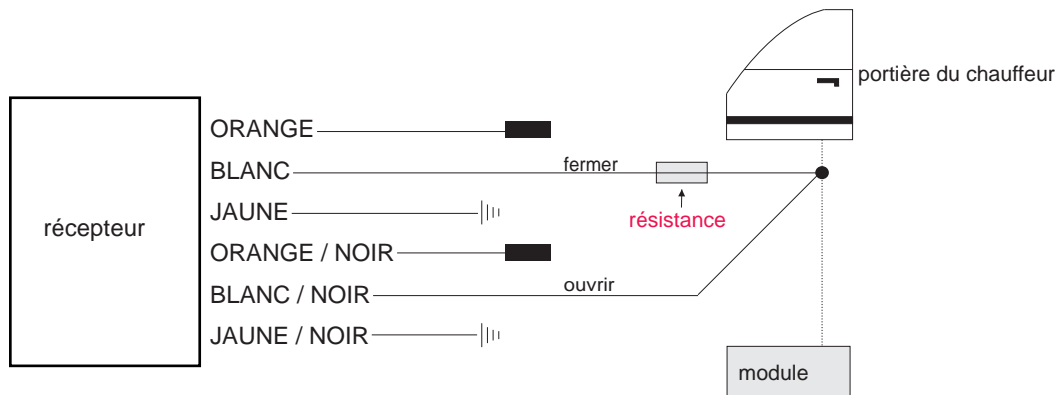 portière du chauffeur
ORANGE
BLANC
fermer
JAUNE
résistance
récepteur
ORANGE / NOIR
BLANC / NOIR
ouvrir
JAUNE / NOIR
module